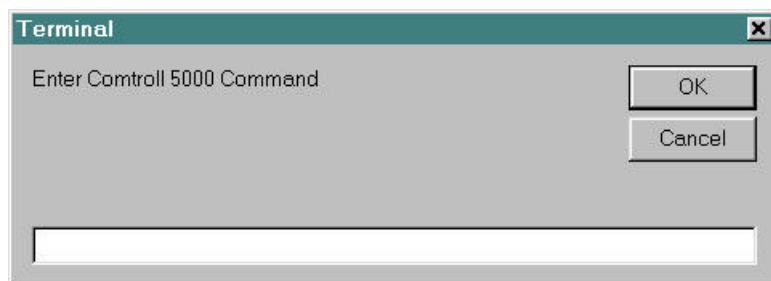 Terminal
Enter Comtroll 5000 Command
OK
Cancel